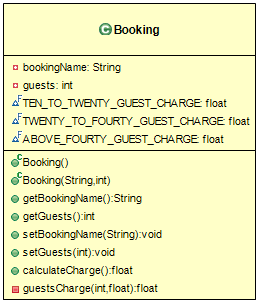 Booking
bookingName: String
guests: int
TEN_TO_TWENTY_GUEST_CHARGE: float
TWENTY_TO_FOURTY_GUEST_CHARGE: float
ABOVE_FOURTY_GUEST_CHARGE: float
Booking()
Booking(String,int)
getBookingName():String
getGuests():int
setBookingName(String):void
setGuests(int):void
calculateCharge():float
guestsCharge(int,float):float